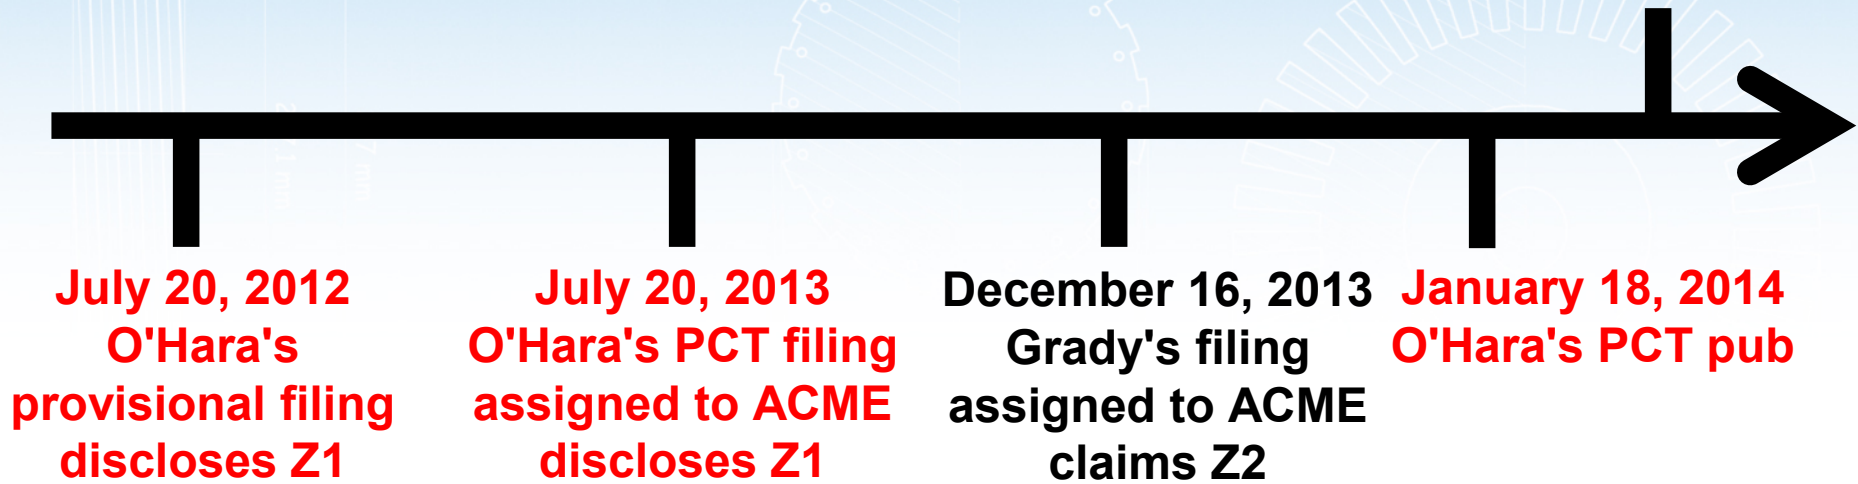 July 20, 2012
O'Hara's
provisional filing
discloses Z1
July 20, 2013
O'Hara's PCT filing
assigned to ACME
discloses Z1
December 16, 2013
Grady's filing
assigned to ACME
claims Z2
January 18, 2014
O'Hara's PCT pub